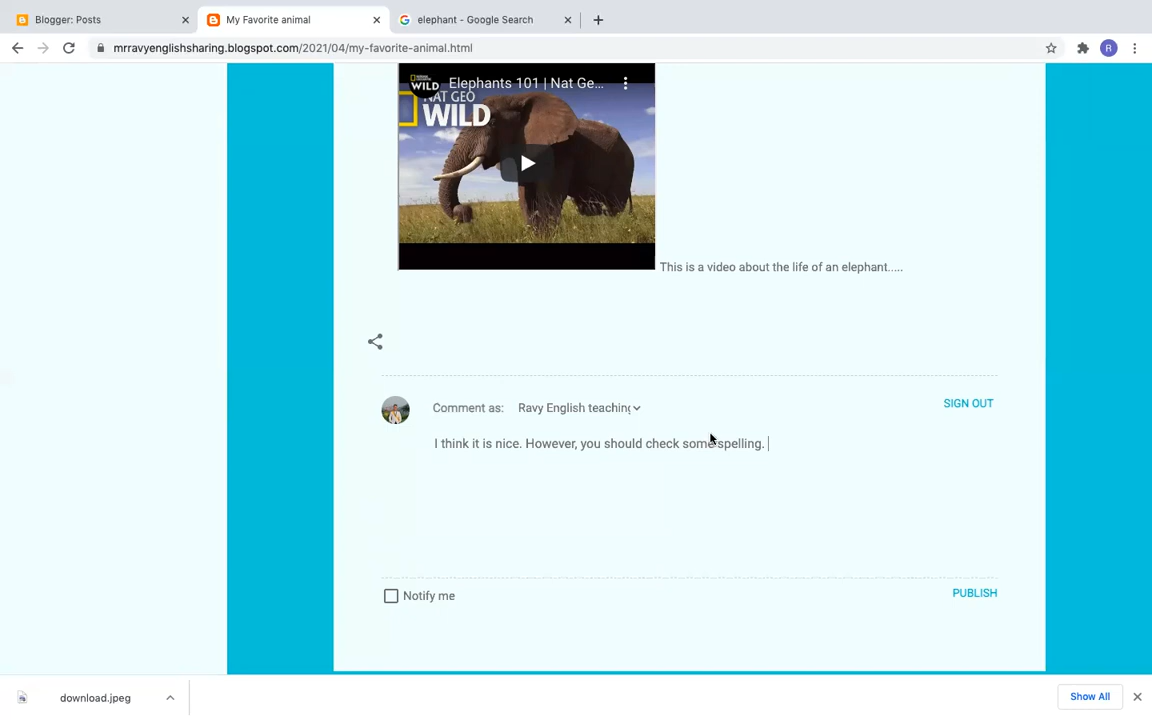 Blogger: Posts
My Favorite animal
elephant - Google Search
mrravyenglishsharing.blogspot.com/2021/04/my-favorite-animal.html
R
WILD
Elephants 101 | Nat Ge...
NAT GEO
WILD
This is a video about the life of an elephant.....
Comment as: Ravy English teaching
SIGN OUT
I think it is nice. However, you should check some spelling.
Notify me
PUBLISH
download.jpeg
Show All